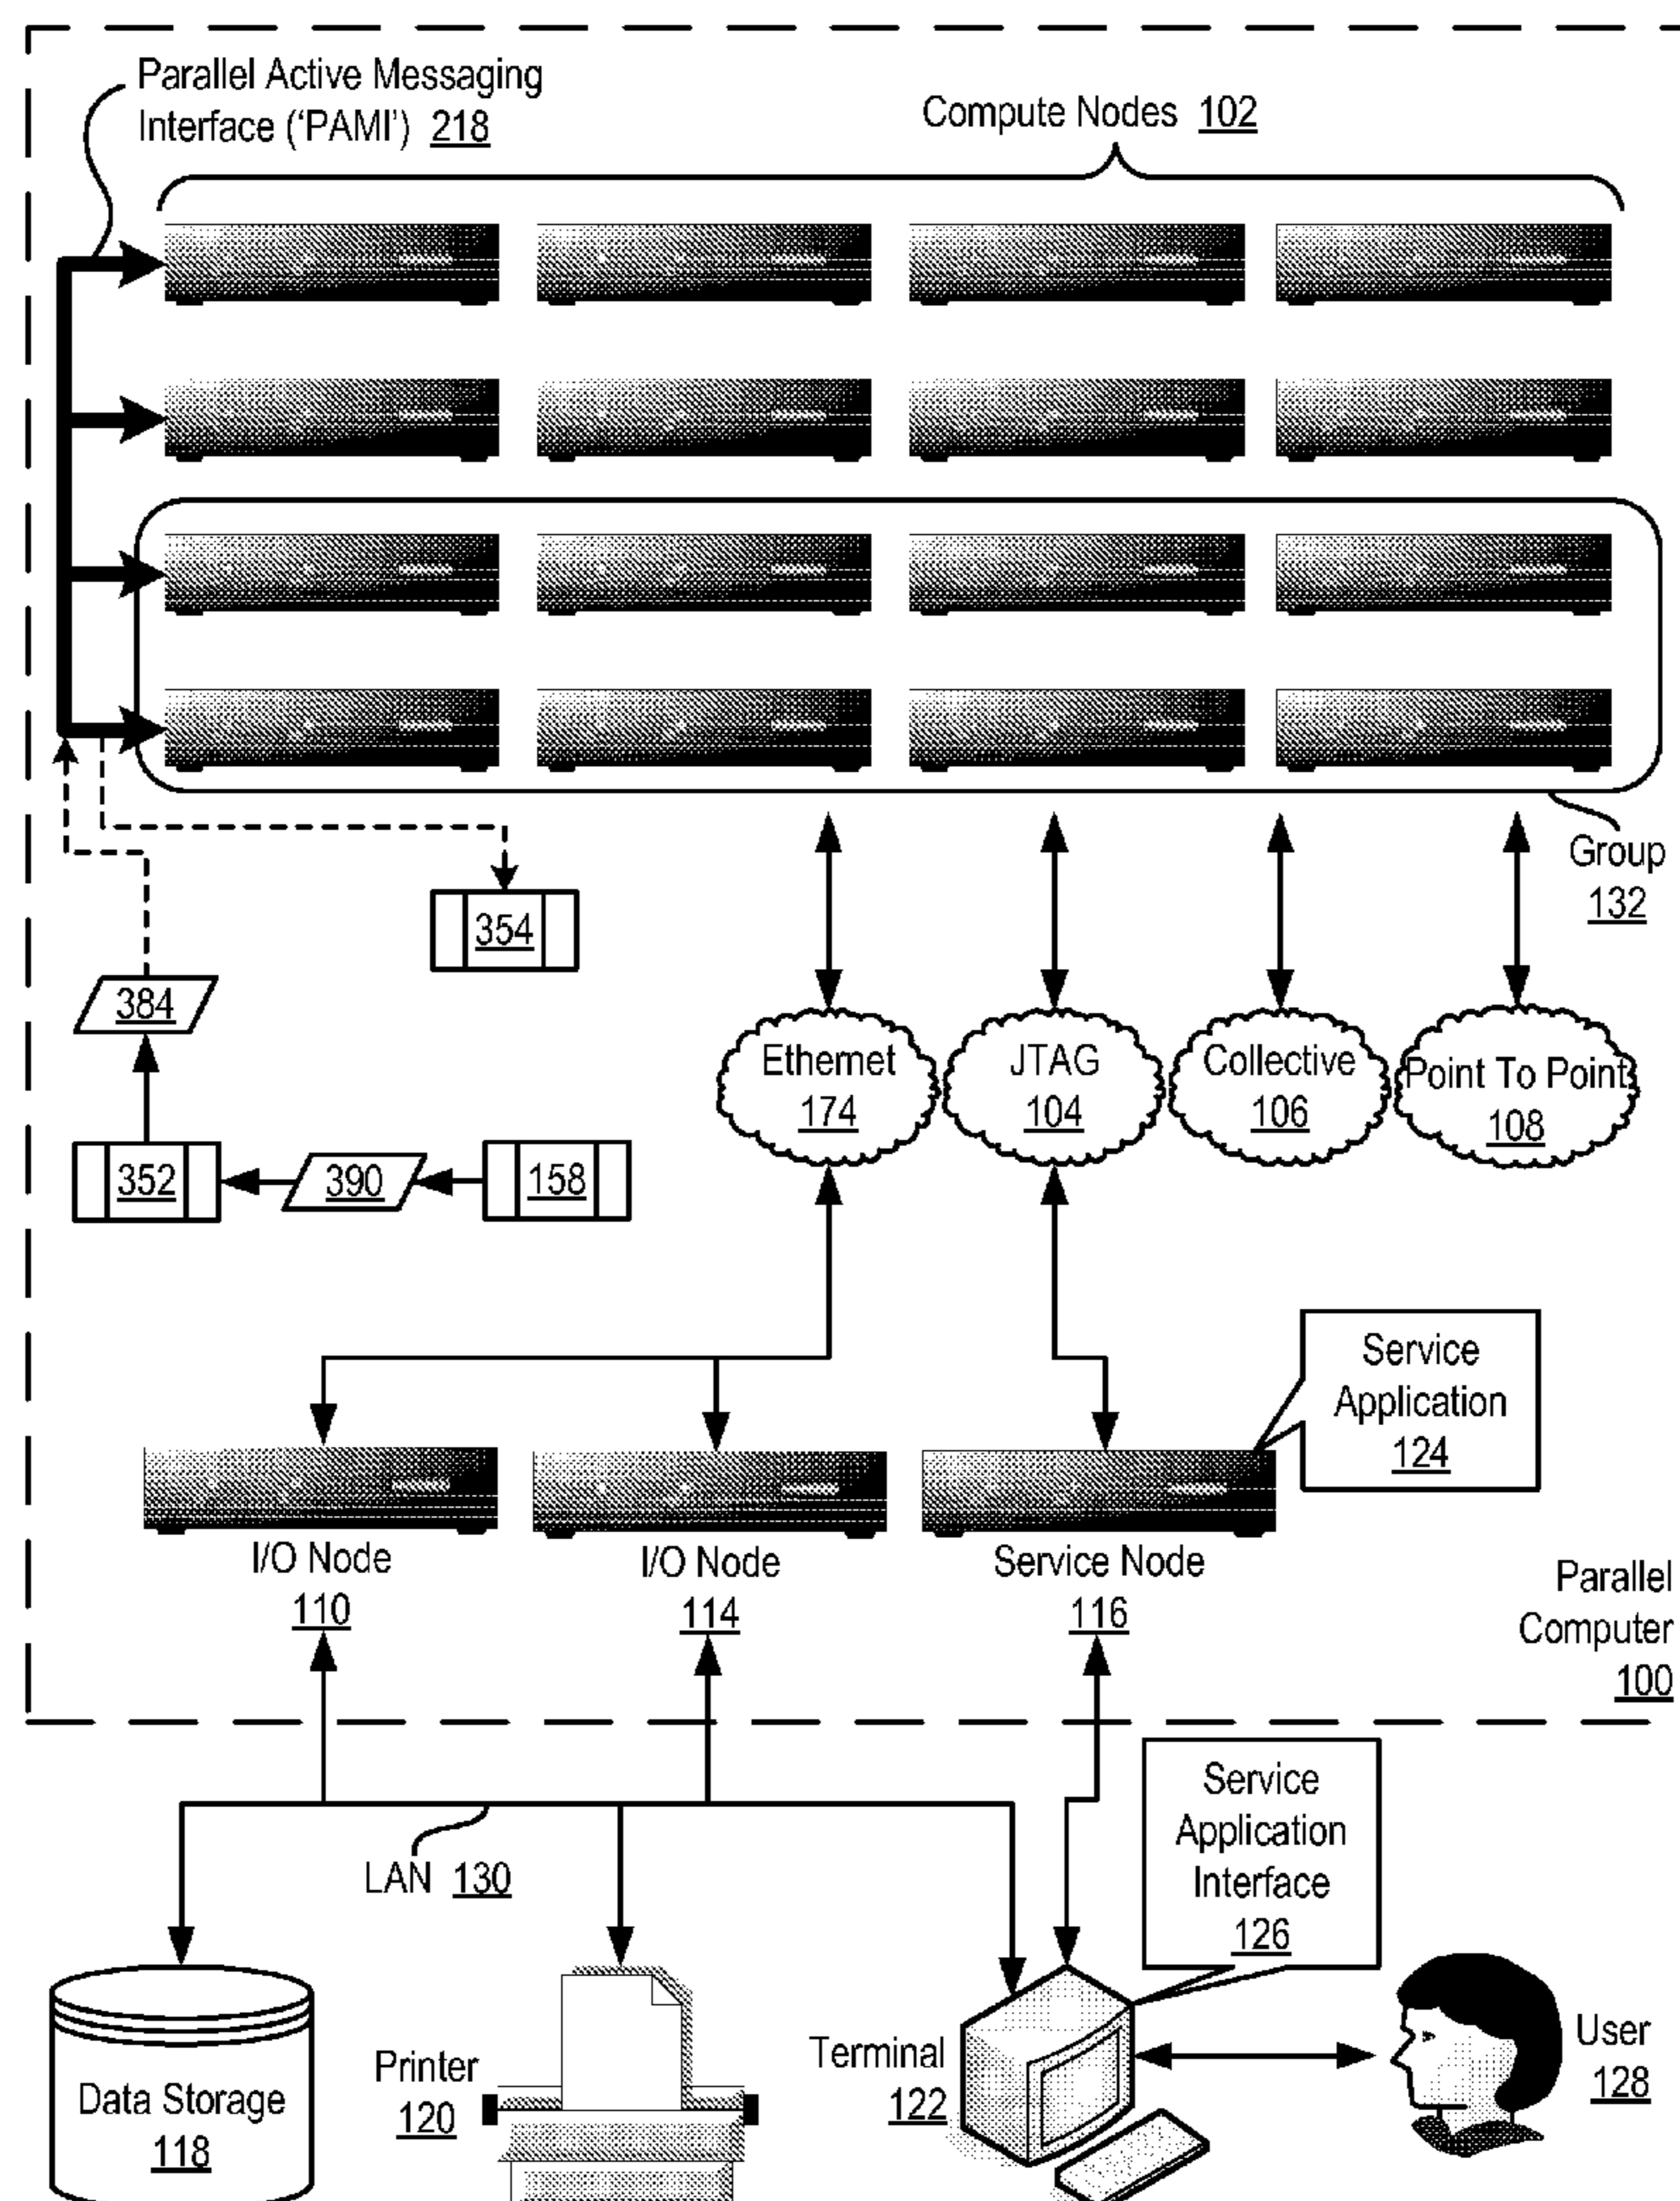 Parallel Active Messaging
Interface (‘PAMI’) 218
Compute Nodes 102
Group
132
354
384
Ethernet
174
JTAG
104
Collective
106
Point To Point
108
352
390
158
Service
Application
124
I/O Node
110
I/O Node
114
Service Node
116
Parallel
Computer
100
LAN 130
Service
Application
Interface
126
Data Storage
118
Printer
120
Terminal
122
User
128